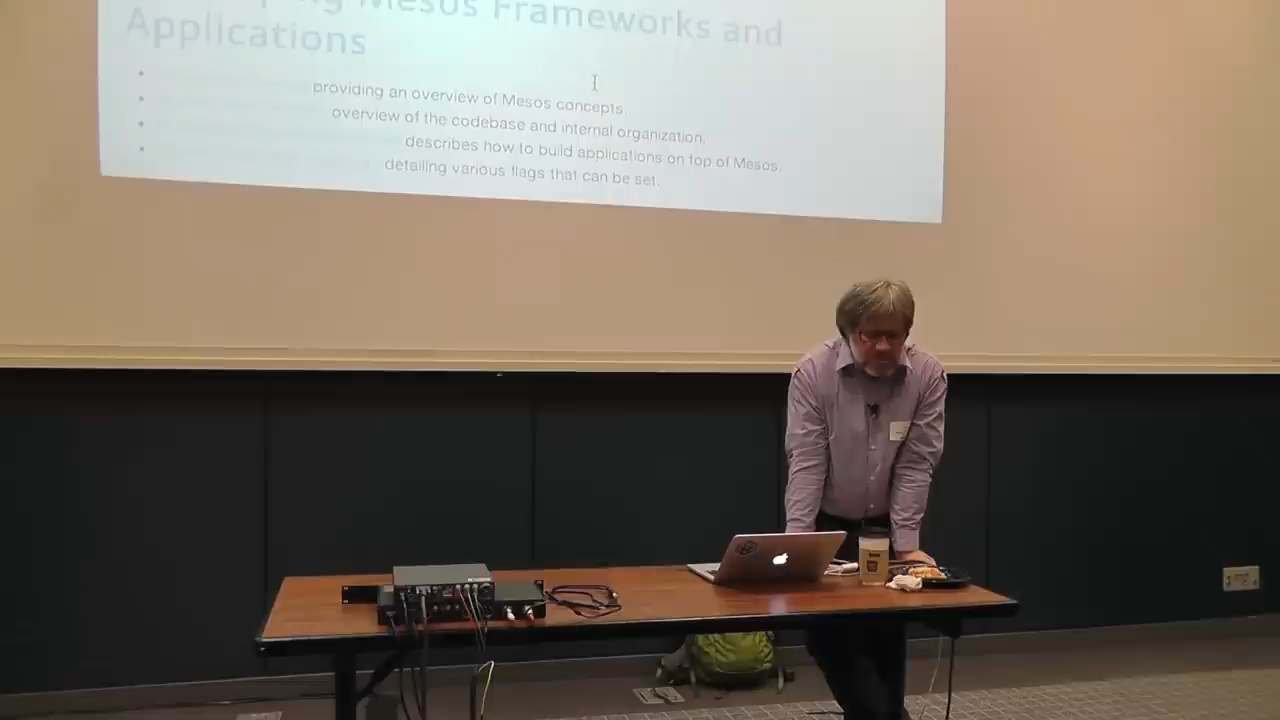 Mesos Frameworks and
Applications
providing an overview of Mesos concepts.
overview of the codebase and internal organization.
describes how to build applications on top of Mesos.
detailing various flags that can be set.